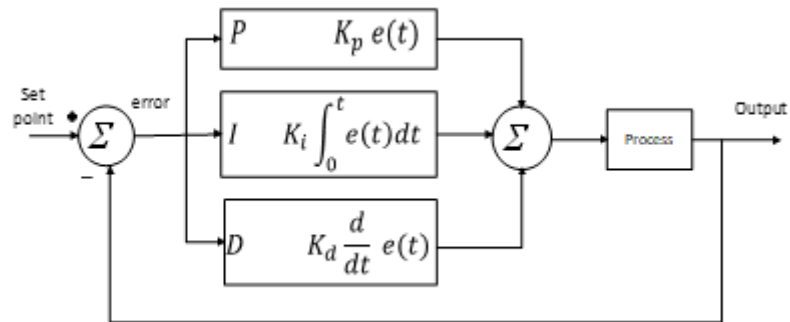 P K_p e(t)
Set
point
error
Σ
I K_i ∫_0^t e(t)dt
Σ
Process
Output
−
D K_d d/dt e(t)